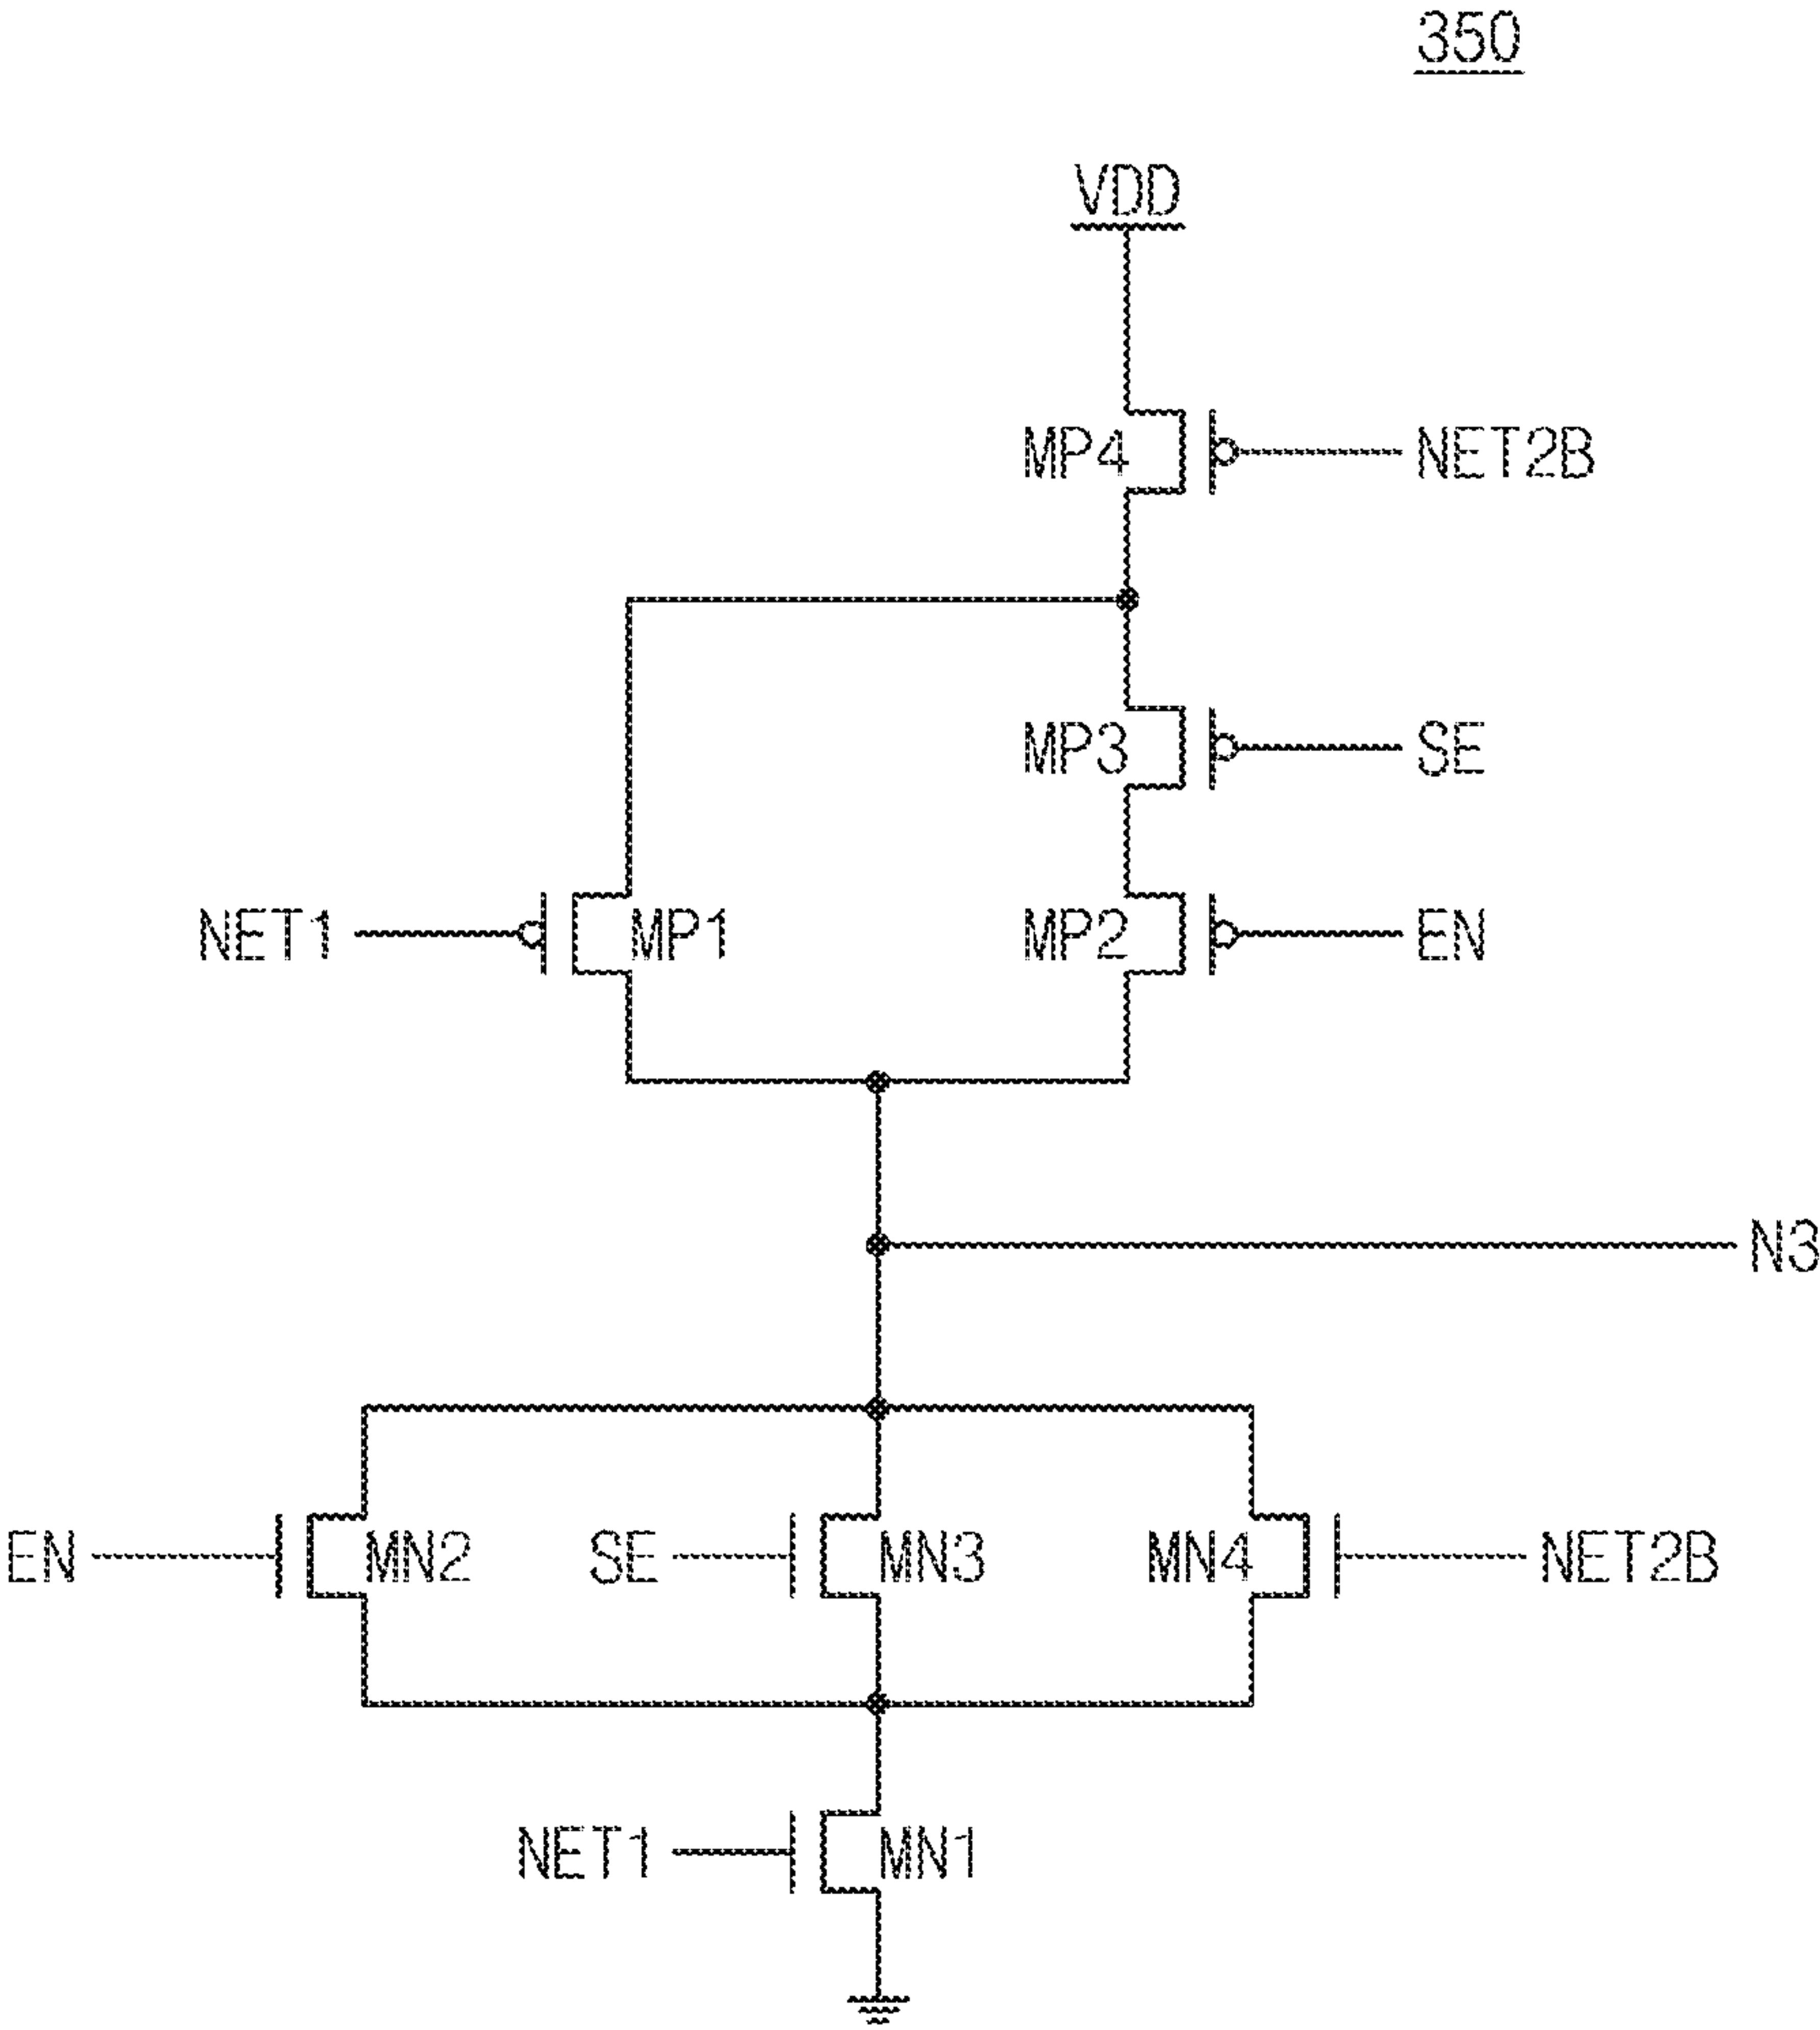 350
VDD
MP4 NET2B
MP3 SE
NET1 MP1 MP2 EN
N3
EN MN2 SE MN3 MN4 NET2B
NET1 MN1